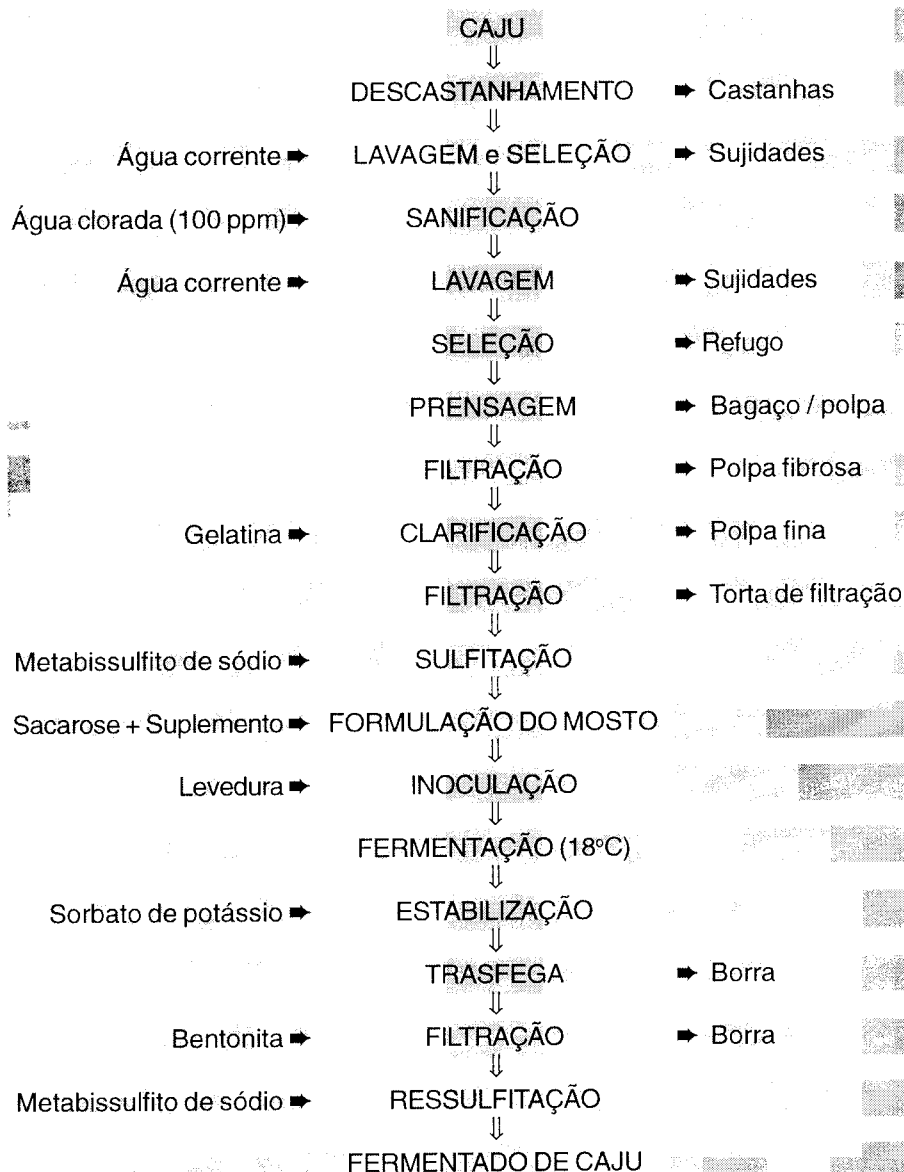 CAJU
⇓
DESCASTANHAMENTO ➨ Castanhas
⇓
Água corrente ➨ LAVAGEM e SELEÇÃO ➨ Sujidades
⇓
Água clorada (100 ppm) ➨ SANIFICAÇÃO
⇓
Água corrente ➨ LAVAGEM ➨ Sujidades
⇓
SELEÇÃO ➨ Refugo
⇓
PRENSAGEM ➨ Bagaço / polpa
⇓
FILTRAÇÃO ➨ Polpa fibrosa
⇓
Gelatina ➨ CLARIFICAÇÃO ➨ Polpa fina
⇓
FILTRAÇÃO ➨ Torta de filtração
⇓
Metabissulfito de sódio ➨ SULFITAÇÃO
⇓
Sacarose + Suplemento ➨ FORMULAÇÃO DO MOSTO
⇓
Levedura ➨ INOCULAÇÃO
⇓
FERMENTAÇÃO (18ºC)
⇓
Sorbato de potássio ➨ ESTABILIZAÇÃO
⇓
TRASFEGA ➨ Borra
⇓
Bentonita ➨ FILTRAÇÃO ➨ Borra
⇓
Metabissulfito de sódio ➨ RESSULFITAÇÃO
⇓
FERMENTADO DE CAJU